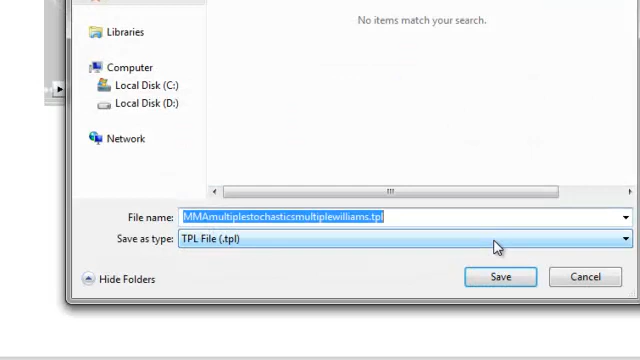 No items match your search.
Libraries
Computer
Local Disk (C:)
Local Disk (D:)
Network
File name: MMAmultiplestochasticsmultiplewilliams.tpl
Save as type: TPL File (.tpl)
Hide Folders
Save
Cancel